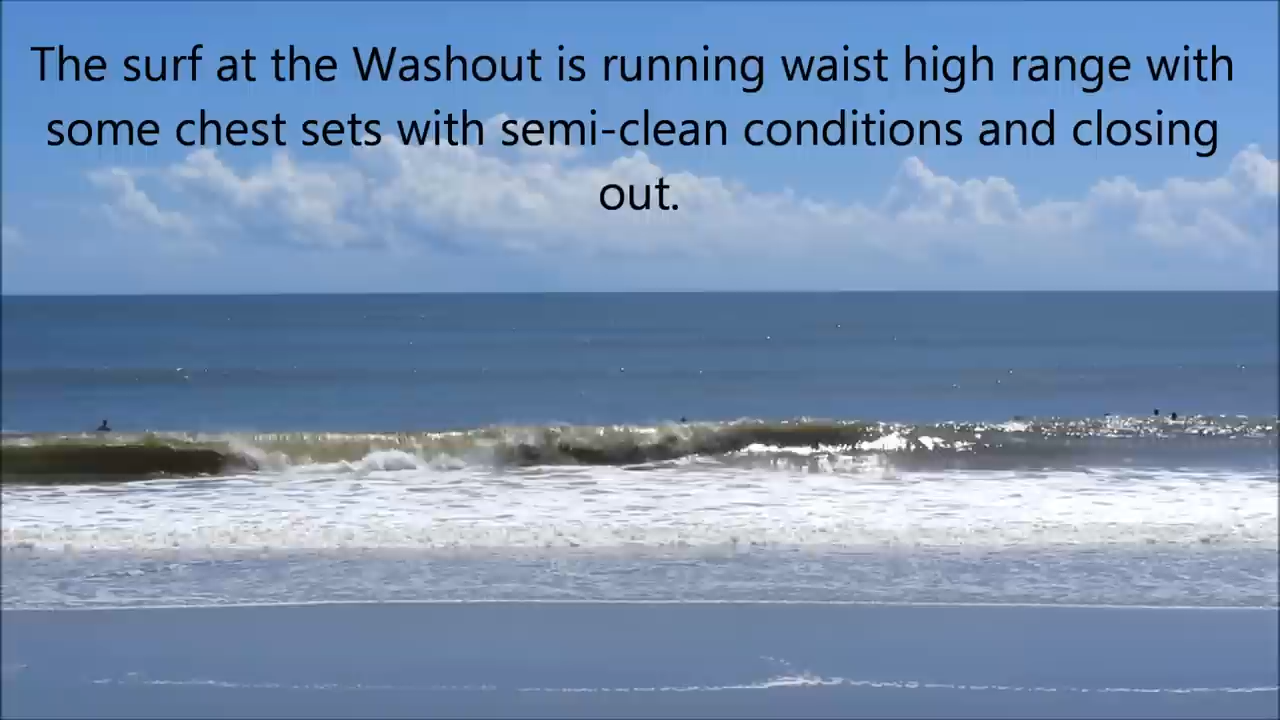 The surf at the Washout is running waist high range with
some chest sets with semi-clean conditions and closing
out.